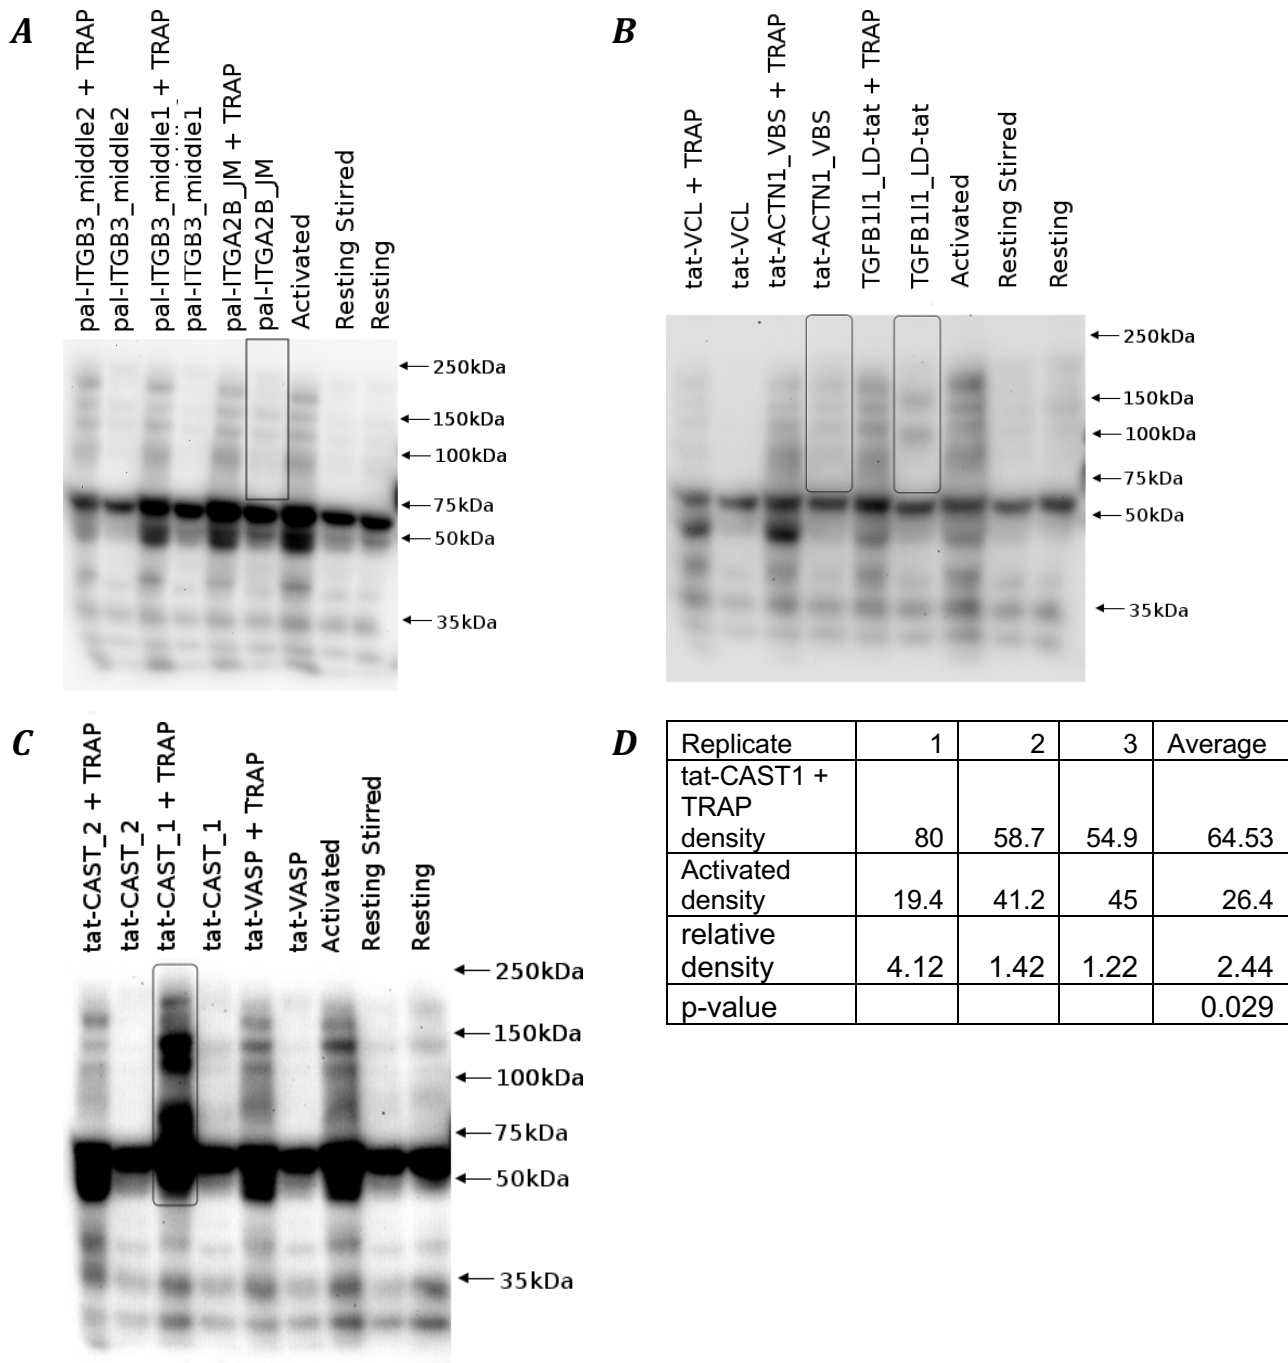 A
pal-ITGB3_middle2 + TRAP
pal-ITGB3_middle2
pal-ITGB3_middle1 + TRAP
pal-ITGB3_middle1
pal-ITGA2B_JM + TRAP
pal-ITGA2B_JM
Activated
Resting Stirred
Resting
250kDa
150kDa
100kDa
75kDa
50kDa
35kDa
B
tat-VCL + TRAP
tat-VCL
tat-ACTN1_VBS + TRAP
tat-ACTN1_VBS
TGFB1I1_LD-tat + TRAP
TGFB1I1_LD-tat
Activated
Resting Stirred
Resting
250kDa
150kDa
100kDa
75kDa
50kDa
35kDa
C
tat-CAST_2 + TRAP
tat-CAST_2
tat-CAST_1 + TRAP
tat-CAST_1
tat-VASP + TRAP
tat-VASP
Activated
Resting Stirred
Resting
250kDa
150kDa
100kDa
75kDa
50kDa
35kDa
D
Replicate 1 2 3 Average
tat-CAST1 +
TRAP
density 80 58.7 54.9 64.53
Activated
density 19.4 41.2 45 26.4
relative
density 4.12 1.42 1.22 2.44
p-value 0.029